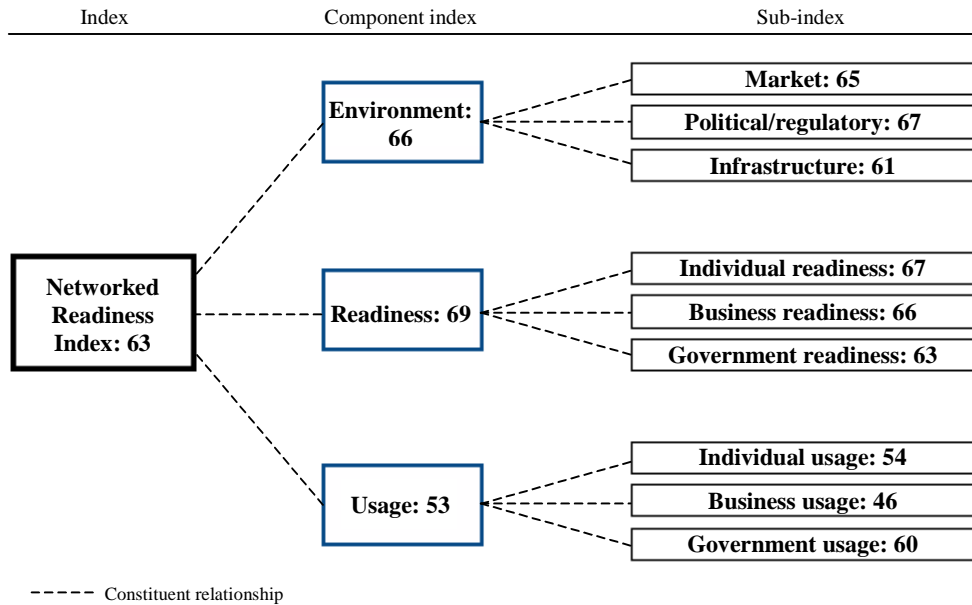 Index
Component index
Sub-index
Networked
Readiness
Index: 63
Environment:
66
Market: 65
Political/regulatory: 67
Infrastructure: 61
Readiness: 69
Individual readiness: 67
Business readiness: 66
Government readiness: 63
Usage: 53
Individual usage: 54
Business usage: 46
Government usage: 60
Constituent relationship